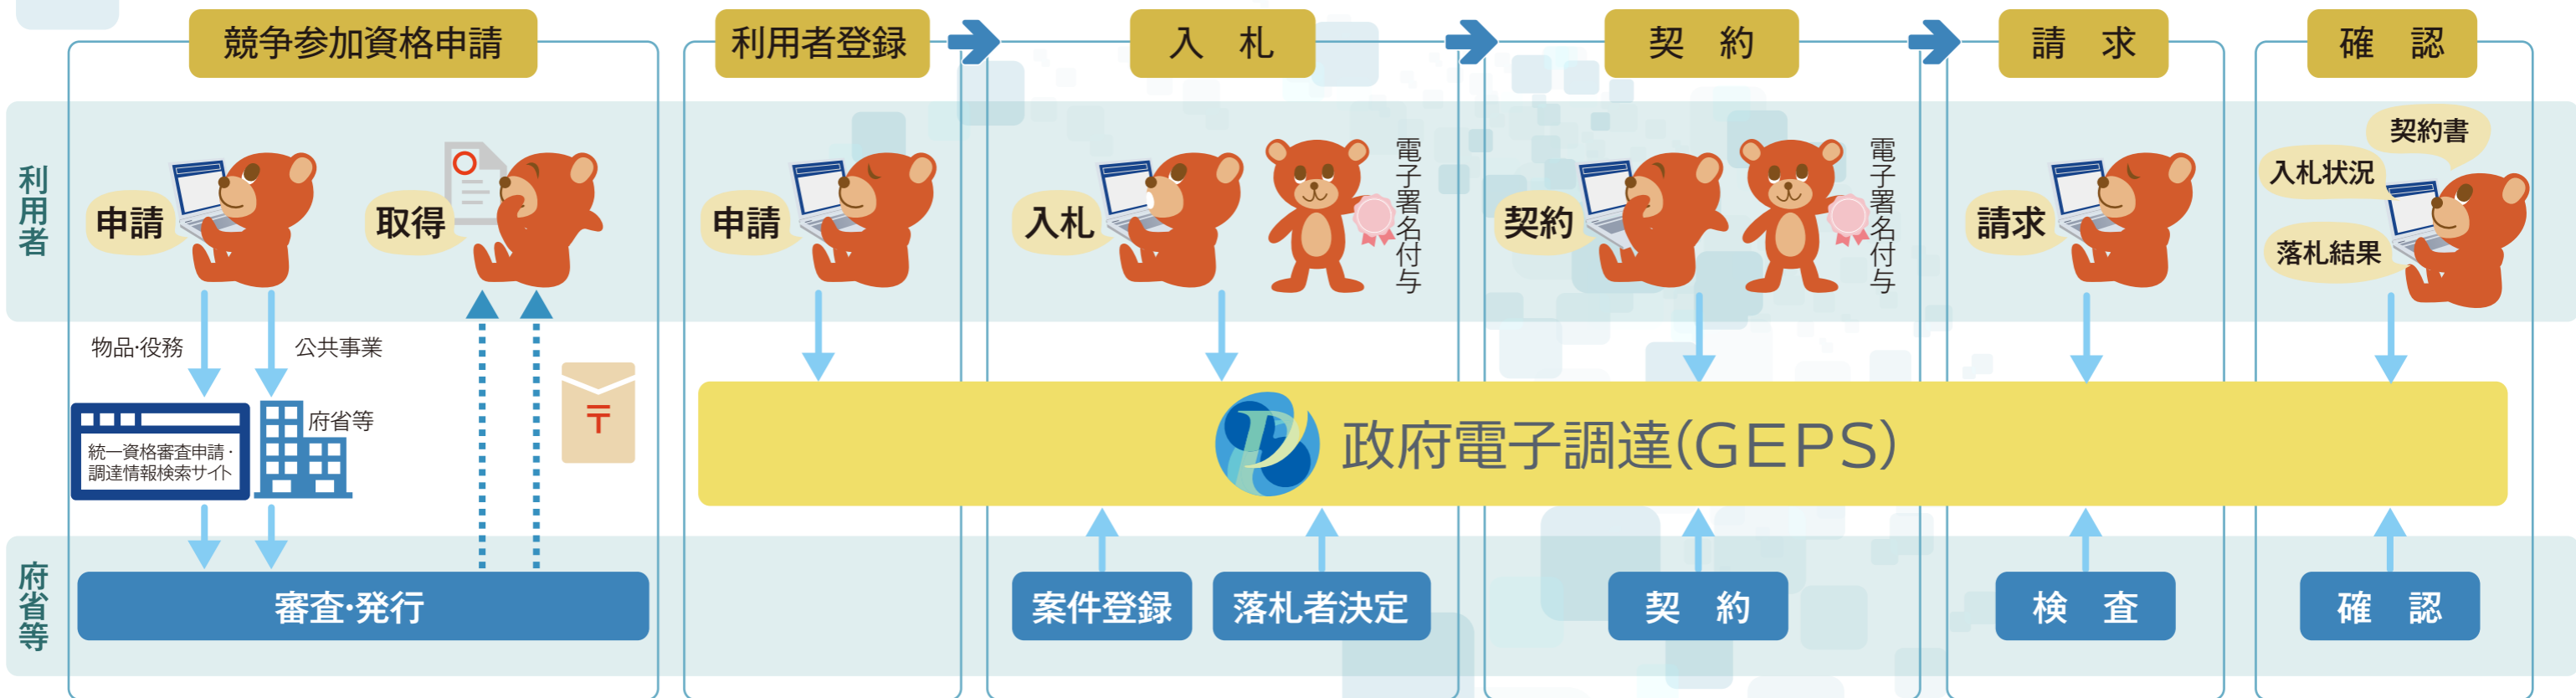 競争参加資格申請
利用者登録
入 札
契 約
請 求
確 認
利用者
申請
取得
申請
入札
電子署名付与
契約
電子署名付与
請求
契約書
入札状況
落札結果
物品・役務
公共事業
統一資格審査申請・
調達情報検索サイト
府省等
〒
政府電子調達(GEPS)
府省等
審査・発行
案件登録
落札者決定
契 約
検 査
確 認